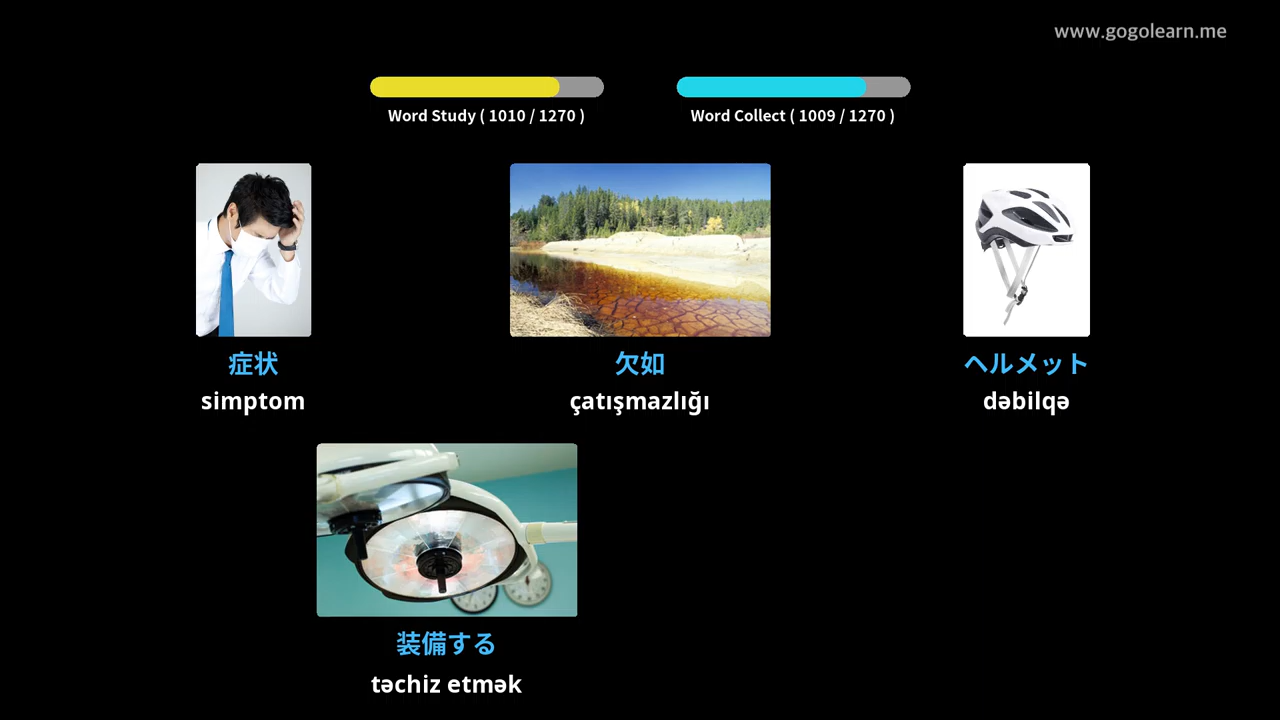 www.gogolearn.me
Word Study ( 1010 / 1270 )
Word Collect ( 1009 / 1270 )
症状
simptom
欠如
çatışmazlığı
ヘルメット
dəbilqə
装備する
təchiz etmək